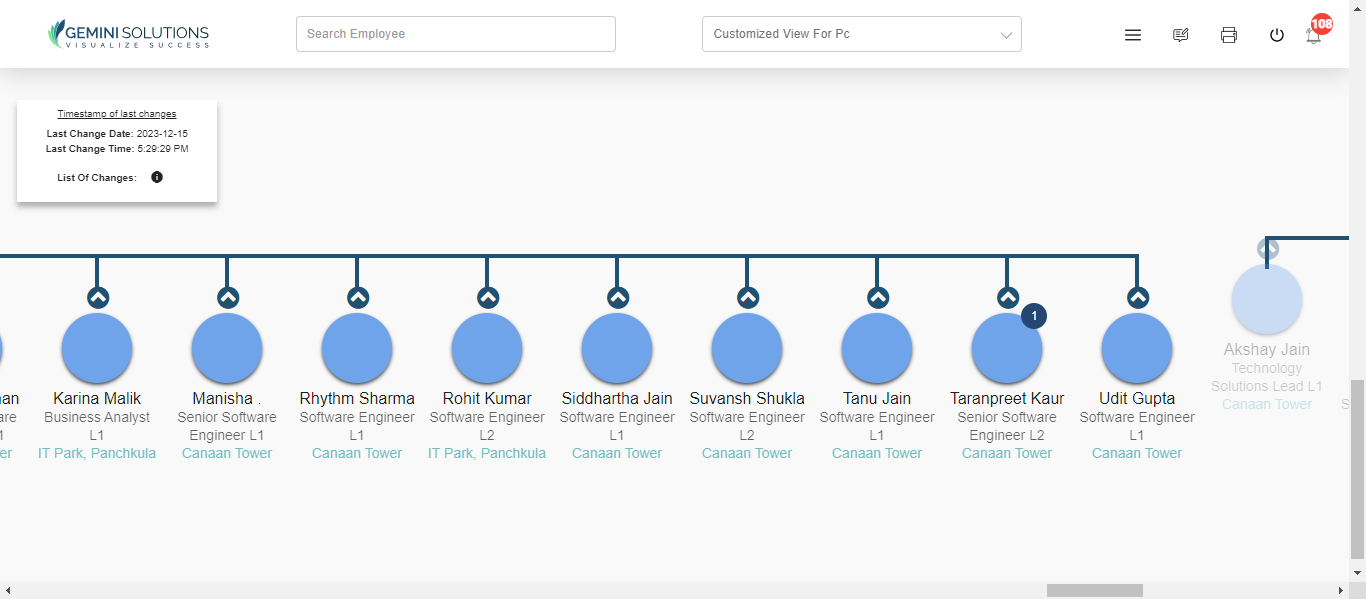 GEMINI SOLUTIONS
VISUALIZE SUCCESS
Search Employee
Customized View For Pc
108
Timestamp of last changes
Last Change Date: 2023-12-15
Last Change Time: 5:29:29 PM
List Of Changes:
1
Karina Malik
Business Analyst
L1
IT Park, Panchkula
Manisha .
Senior Software
Engineer L1
Canaan Tower
Rhythm Sharma
Software Engineer
L1
Canaan Tower
Rohit Kumar
Software Engineer
L2
IT Park, Panchkula
Siddhartha Jain
Software Engineer
L1
Canaan Tower
Suvansh Shukla
Software Engineer
L2
Canaan Tower
Tanu Jain
Software Engineer
L1
Canaan Tower
Taranpreet Kaur
Senior Software
Engineer L2
Canaan Tower
Udit Gupta
Software Engineer
L1
Canaan Tower
Akshay Jain
Technology
Solutions Lead L1
Canaan Tower